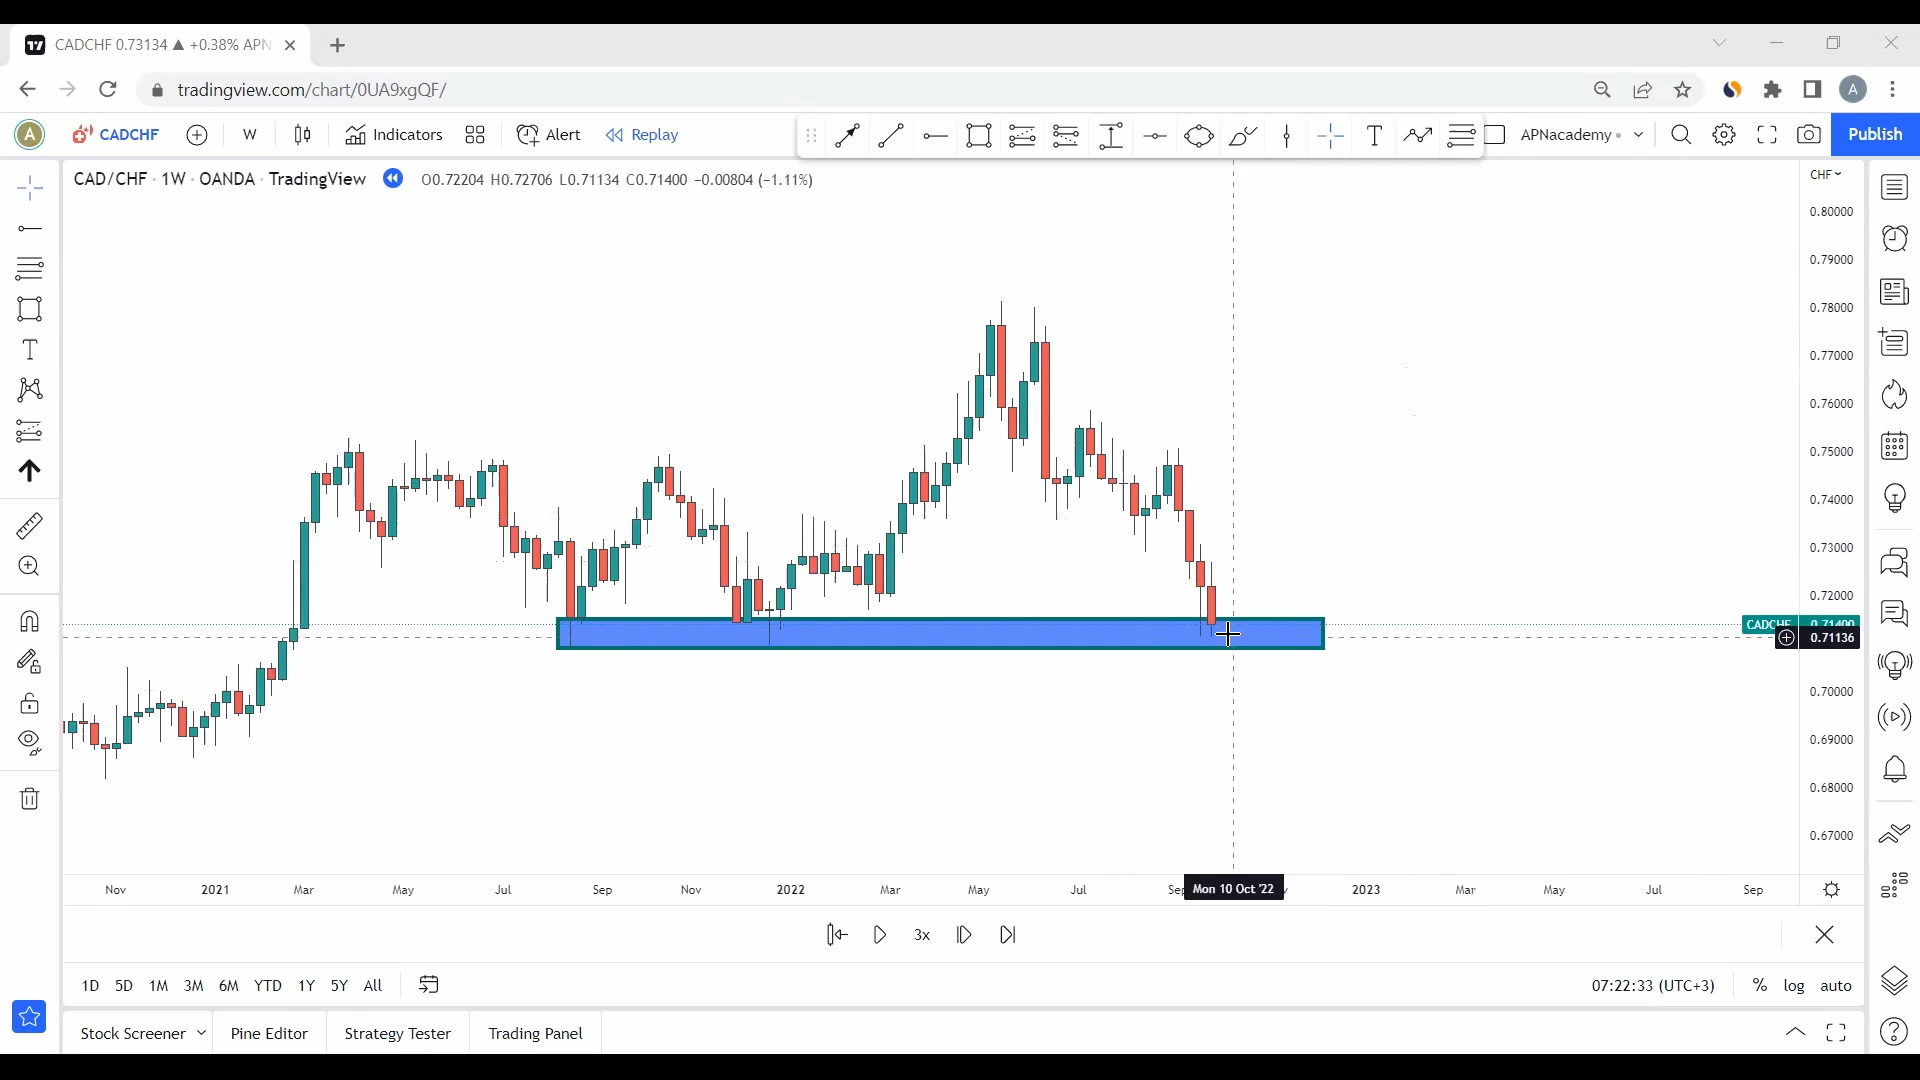 CADCHF 0.73134 ▲ +0.38% APN
tradingview.com/chart/0UA9xgQF/
A
A CADCHF W Indicators Alert Replay T APNacademy Publish
CAD/CHF · 1W · OANDA · TradingView O0.72204 H0.72706 L0.71134 C0.71400 −0.00804 (−1.11%)
CHF
0.80000
0.79000
0.78000
0.77000
0.76000
0.75000
0.74000
0.73000
0.72000
CADCHF 0.71400
0.71136
0.70000
0.69000
0.68000
0.67000
Nov 2021 Mar May Jul Sep Nov 2022 Mar May Jul Mon 10 Oct '22 2023 Mar May Jul Sep
3x
1D 5D 1M 3M 6M YTD 1Y 5Y All 07:22:33 (UTC+3) % log auto
Stock Screener Pine Editor Strategy Tester Trading Panel